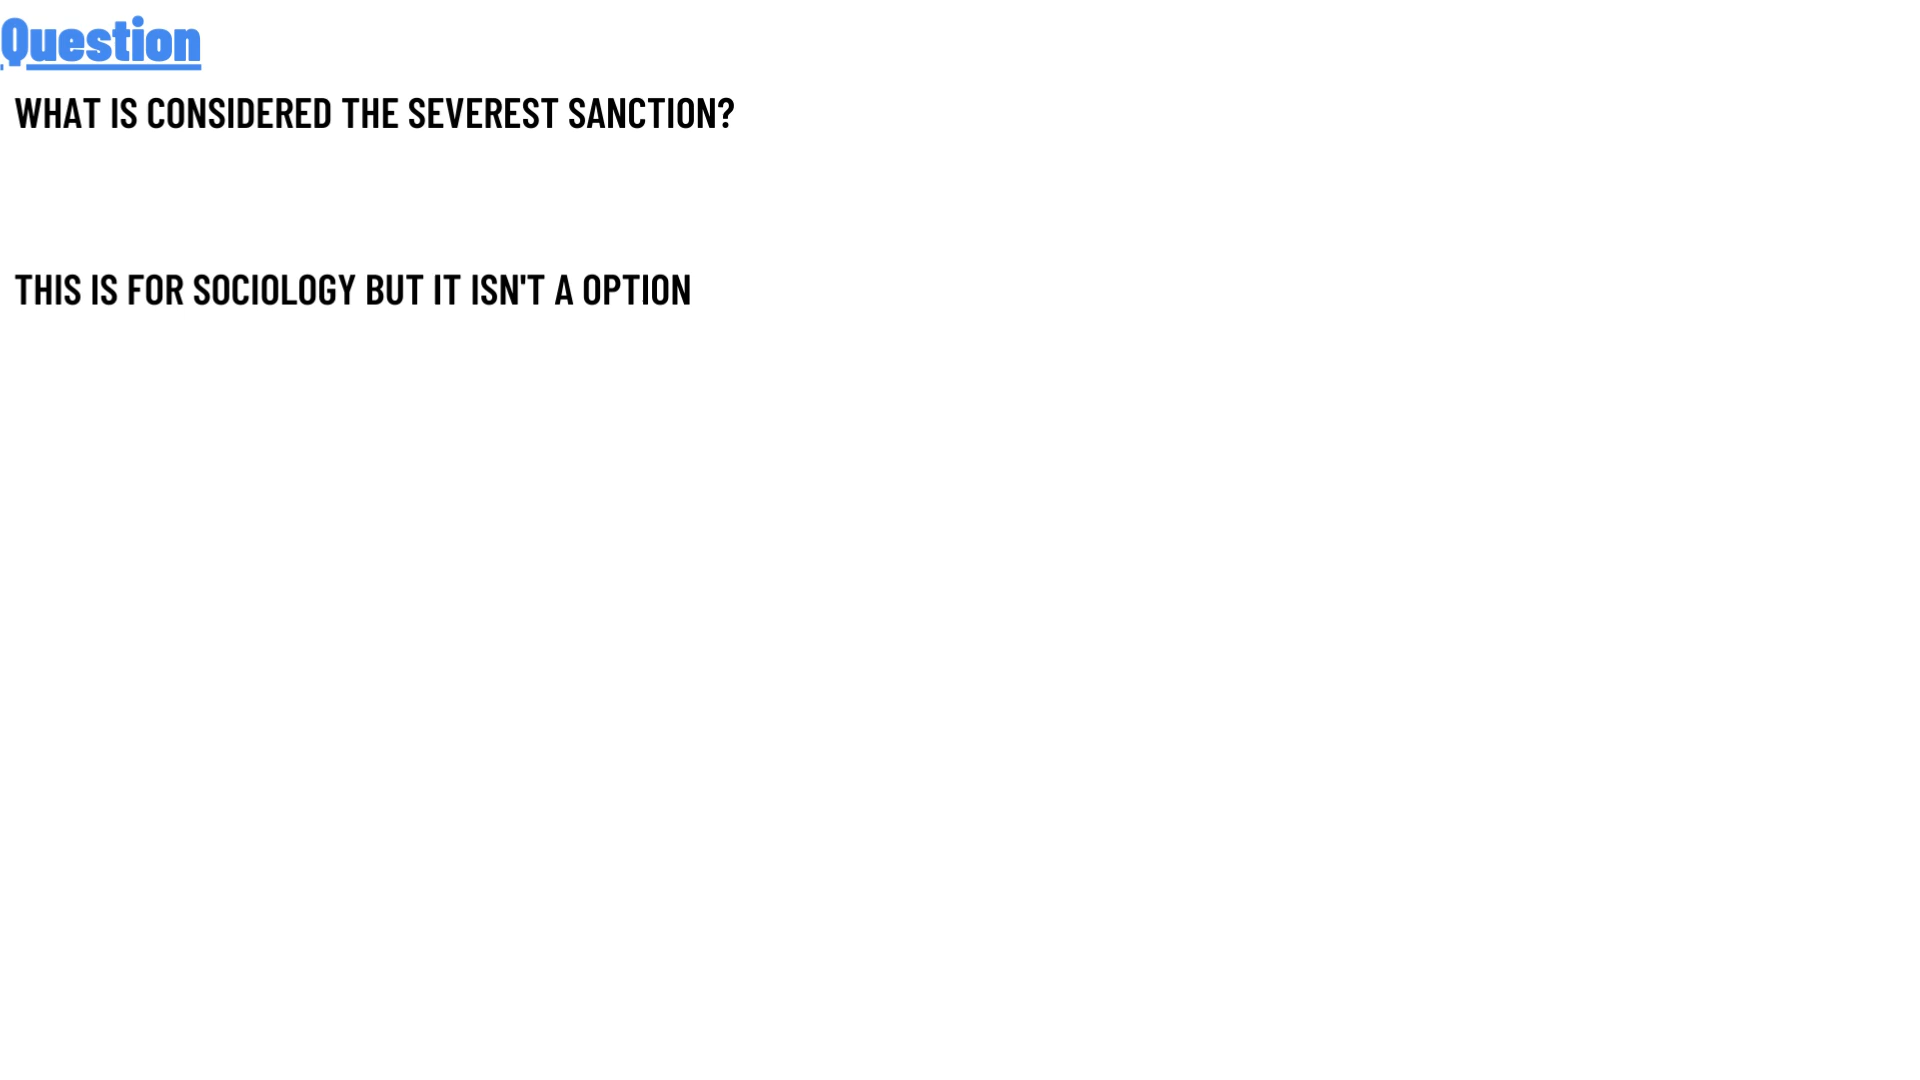 Question
WHAT IS CONSIDERED THE SEVEREST SANCTION?
THIS IS FOR SOCIOLOGY BUT IT ISN'T A OPTION